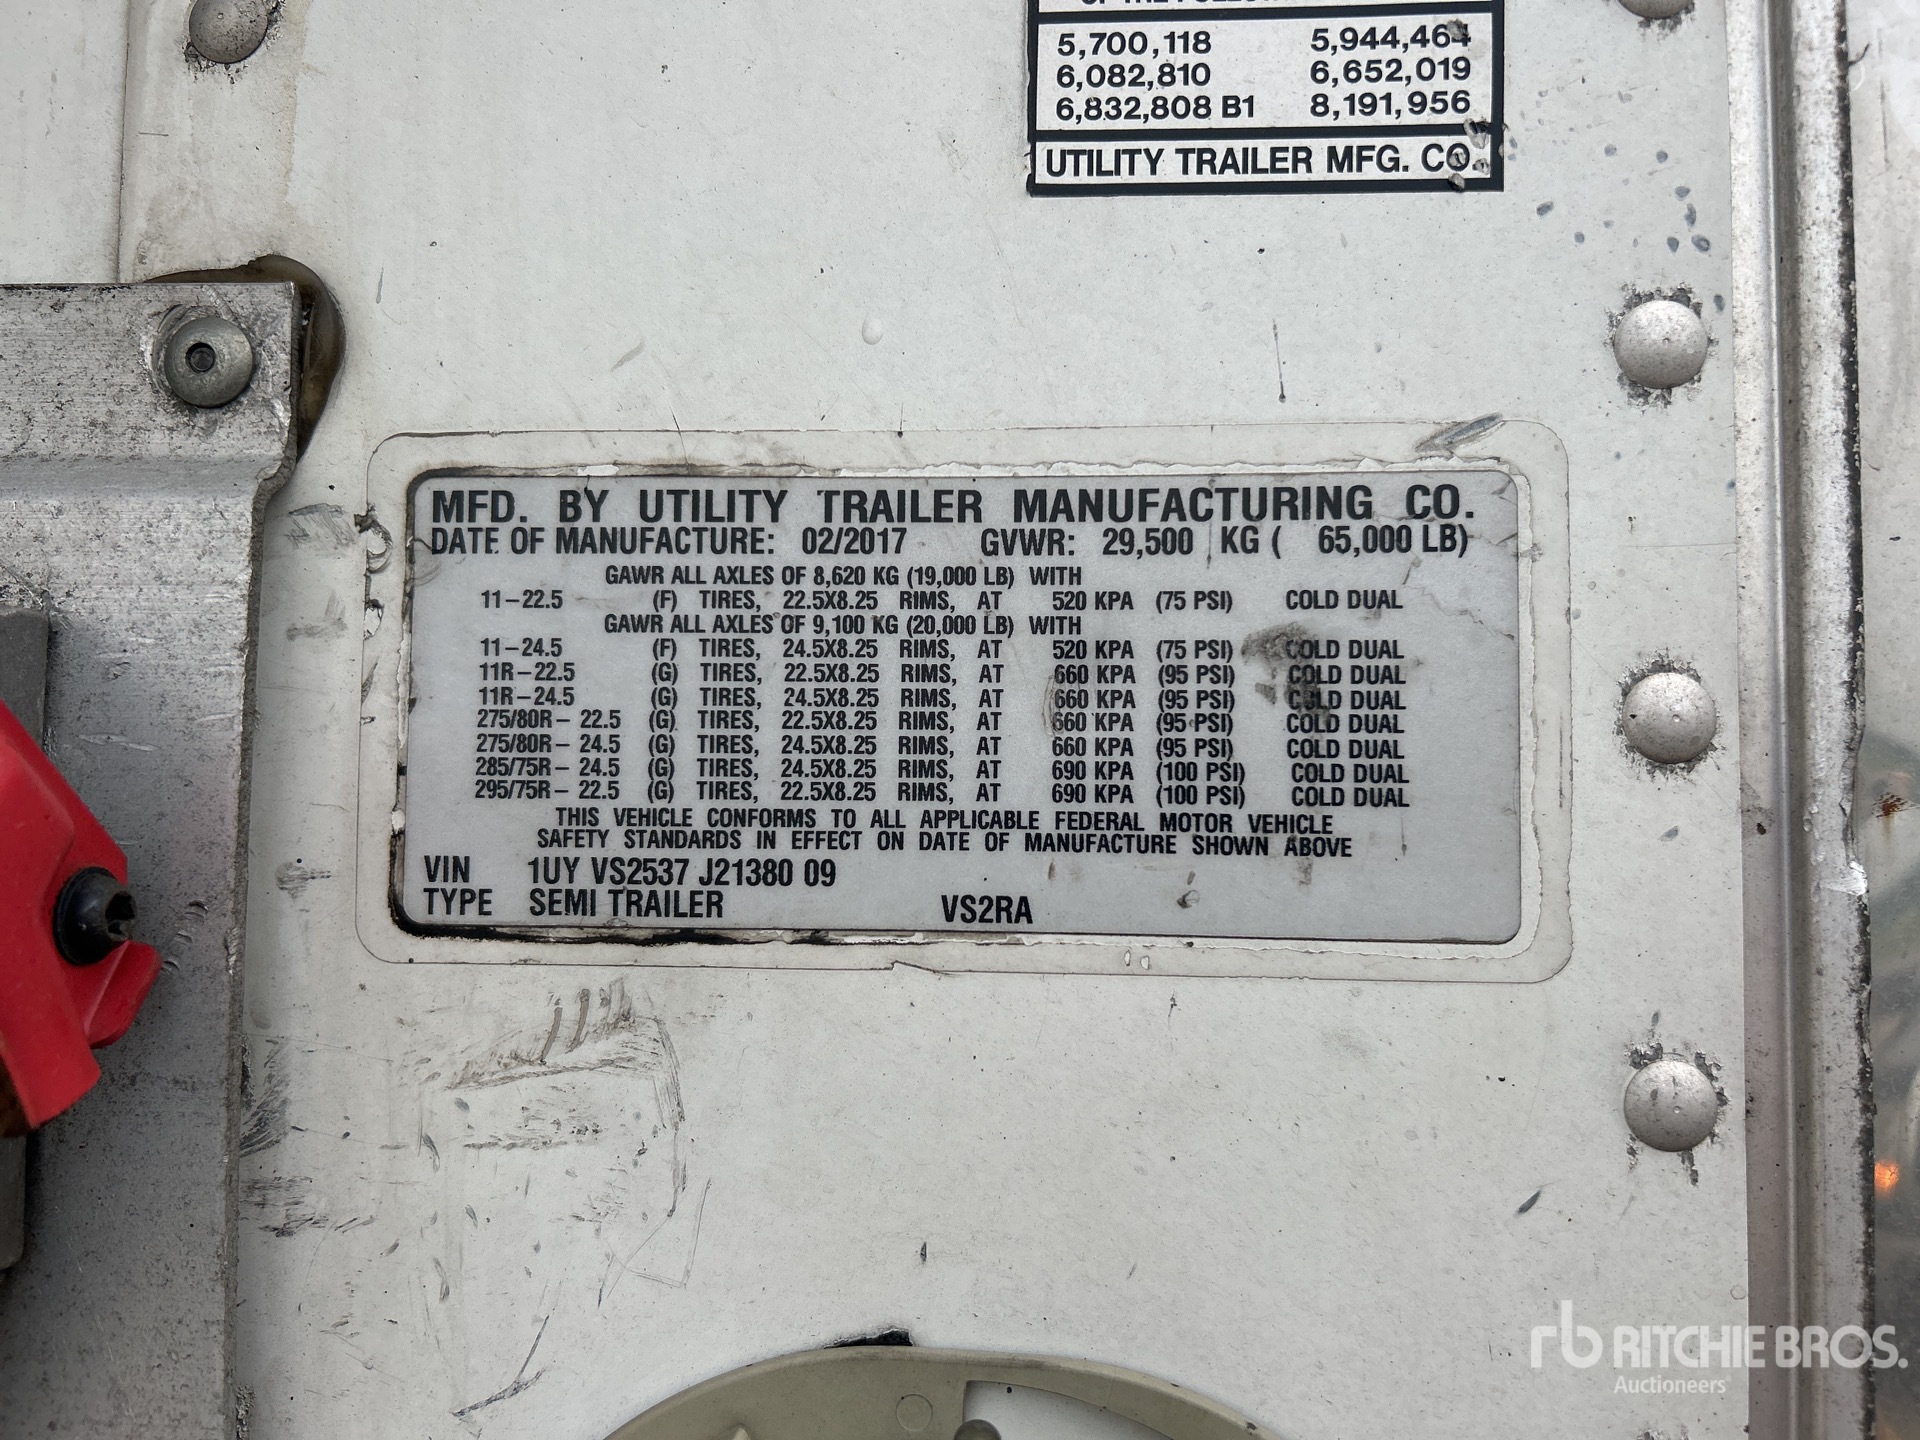 5,700,118 5,944,464
6,082,810 6,652,019
6,832,808 B1 8,191,956
UTILITY TRAILER MFG. CO.
MFD. BY UTILITY TRAILER MANUFACTURING CO.
DATE OF MANUFACTURE: 02/2017 GVWR: 29,500 KG ( 65,000 LB)
GAWR ALL AXLES OF 8,620 KG (19,000 LB) WITH
11-22.5 (F) TIRES, 22.5X8.25 RIMS, AT 520 KPA (75 PSI) COLD DUAL
GAWR ALL AXLES OF 9,100 KG (20,000 LB) WITH
11-24.5 (F) TIRES, 24.5X8.25 RIMS, AT 520 KPA (75 PSI) COLD DUAL
11R-22.5 (G) TIRES, 22.5X8.25 RIMS, AT 660 KPA (95 PSI) COLD DUAL
11R-24.5 (G) TIRES, 24.5X8.25 RIMS, AT 660 KPA (95 PSI) COLD DUAL
275/80R- 22.5 (G) TIRES, 22.5X8.25 RIMS, AT 660 KPA (95 PSI) COLD DUAL
275/80R- 24.5 (G) TIRES, 24.5X8.25 RIMS, AT 660 KPA (95 PSI) COLD DUAL
285/75R- 24.5 (G) TIRES, 24.5X8.25 RIMS, AT 690 KPA (100 PSI) COLD DUAL
295/75R- 22.5 (G) TIRES, 22.5X8.25 RIMS, AT 690 KPA (100 PSI) COLD DUAL
THIS VEHICLE CONFORMS TO ALL APPLICABLE FEDERAL MOTOR VEHICLE
SAFETY STANDARDS IN EFFECT ON DATE OF MANUFACTURE SHOWN ABOVE
VIN 1UY VS2537 J21380 09
TYPE SEMI TRAILER VS2RA
rb RITCHIE BROS.
Auctioneers